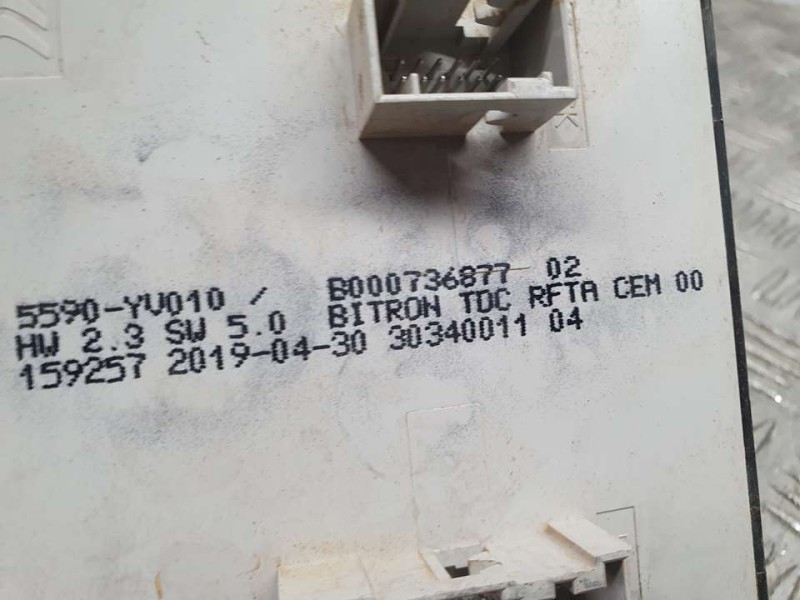 5590-YV010 / B000736877 02
HW 2.3 SW 5.0 BITRON TDC RFTA CEM 00
159257 2019-04-30 30340011 04
K